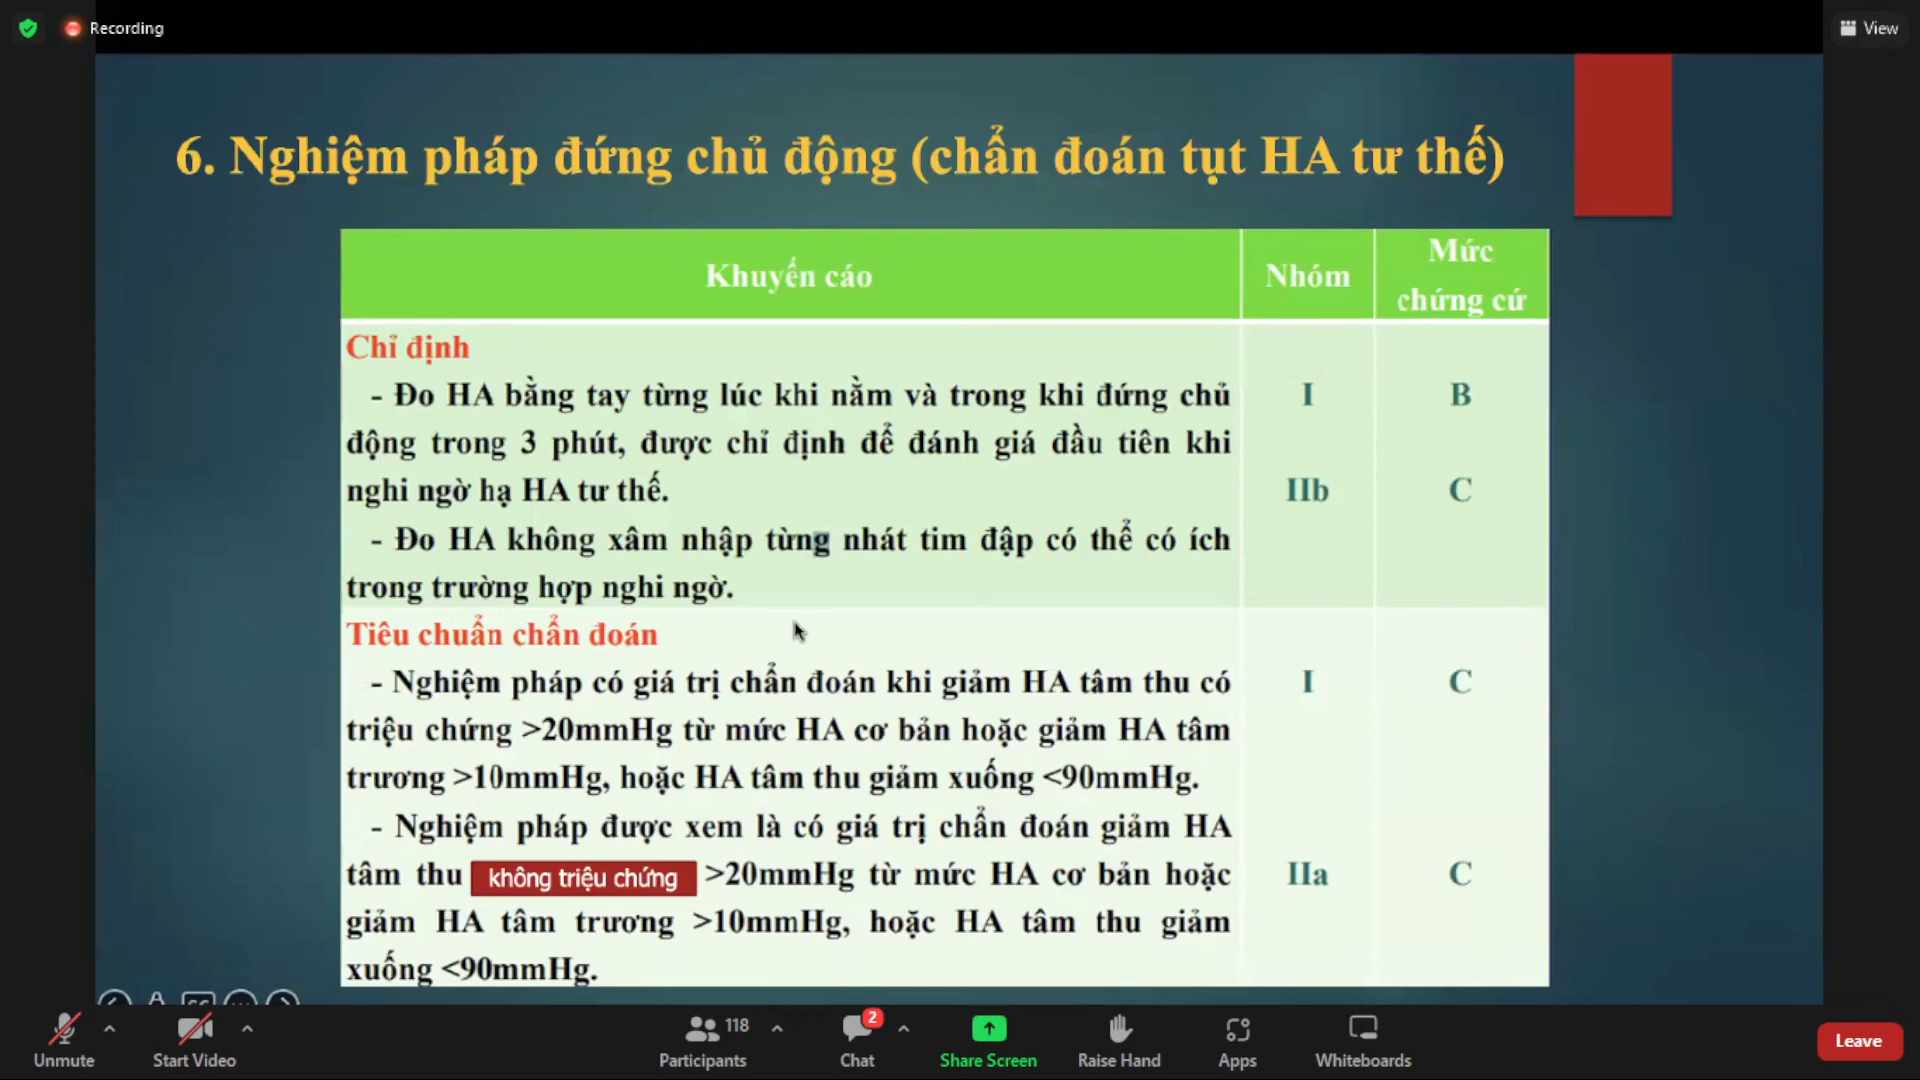 Recording
View
6. Nghiệm pháp đứng chủ động (chẩn đoán tụt HA tư thế)
Khuyến cáo
Nhóm
Mức
chứng cứ
Chỉ định
- Đo HA bằng tay từng lúc khi nằm và trong khi đứng chủ
I
B
động trong 3 phút, được chỉ định để đánh giá đầu tiên khi
nghi ngờ hạ HA tư thế.
IIb
C
- Đo HA không xâm nhập từng nhát tim đập có thể có ích
trong trường hợp nghi ngờ.
Tiêu chuẩn chẩn đoán
- Nghiệm pháp có giá trị chẩn đoán khi giảm HA tâm thu có
I
C
triệu chứng >20mmHg từ mức HA cơ bản hoặc giảm HA tâm
trương >10mmHg, hoặc HA tâm thu giảm xuống <90mmHg.
- Nghiệm pháp được xem là có giá trị chẩn đoán giảm HA
tâm thu không triệu chứng >20mmHg từ mức HA cơ bản hoặc
IIa
C
giảm HA tâm trương >10mmHg, hoặc HA tâm thu giảm
xuống <90mmHg.
118
2
Unmute
Start Video
Participants
Chat
Share Screen
Raise Hand
Apps
Whiteboards
Leave